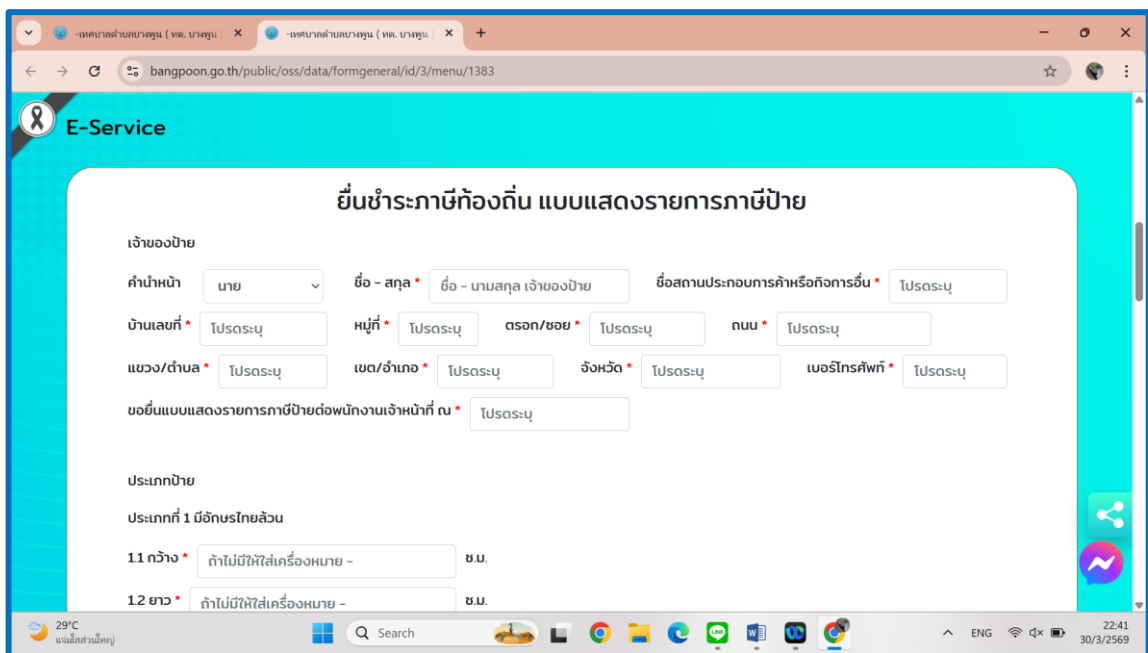 -เทศบาลตำบลบางพูน ( ทต. บางพูน
-เทศบาลตำบลบางพูน ( ทต. บางพูน
bangpoon.go.th/public/oss/data/formgeneral/id/3/menu/1383
E-Service
ยื่นชำระภาษีท้องถิ่น แบบแสดงรายการภาษีป้าย
เจ้าของป้าย
คำนำหน้า นาย ชื่อ - สกุล * ชื่อ - นามสกุล เจ้าของป้าย ชื่อสถานประกอบการค้าหรือกิจการอื่น * โปรดระบุ
บ้านเลขที่ * โปรดระบุ หมู่ที่ * โปรดระบุ ตรอก/ซอย * โปรดระบุ ถนน * โปรดระบุ
แขวง/ตำบล * โปรดระบุ เขต/อำเภอ * โปรดระบุ จังหวัด * โปรดระบุ เบอร์โทรศัพท์ * โปรดระบุ
ขอยื่นแบบแสดงรายการภาษีป้ายต่อพนักงานเจ้าหน้าที่ ณ * โปรดระบุ
ประเภทป้าย
ประเภทที่ 1 มีอักษรไทยล้วน
1.1 กว้าง * ถ้าไม่มีให้ใส่เครื่องหมาย - ซ.ม.
1.2 ยาว * ถ้าไม่มีให้ใส่เครื่องหมาย - ซ.ม.
29°C
แจ่มใสส่วนใหญ่
Search
ENG
22:41
30/3/2569